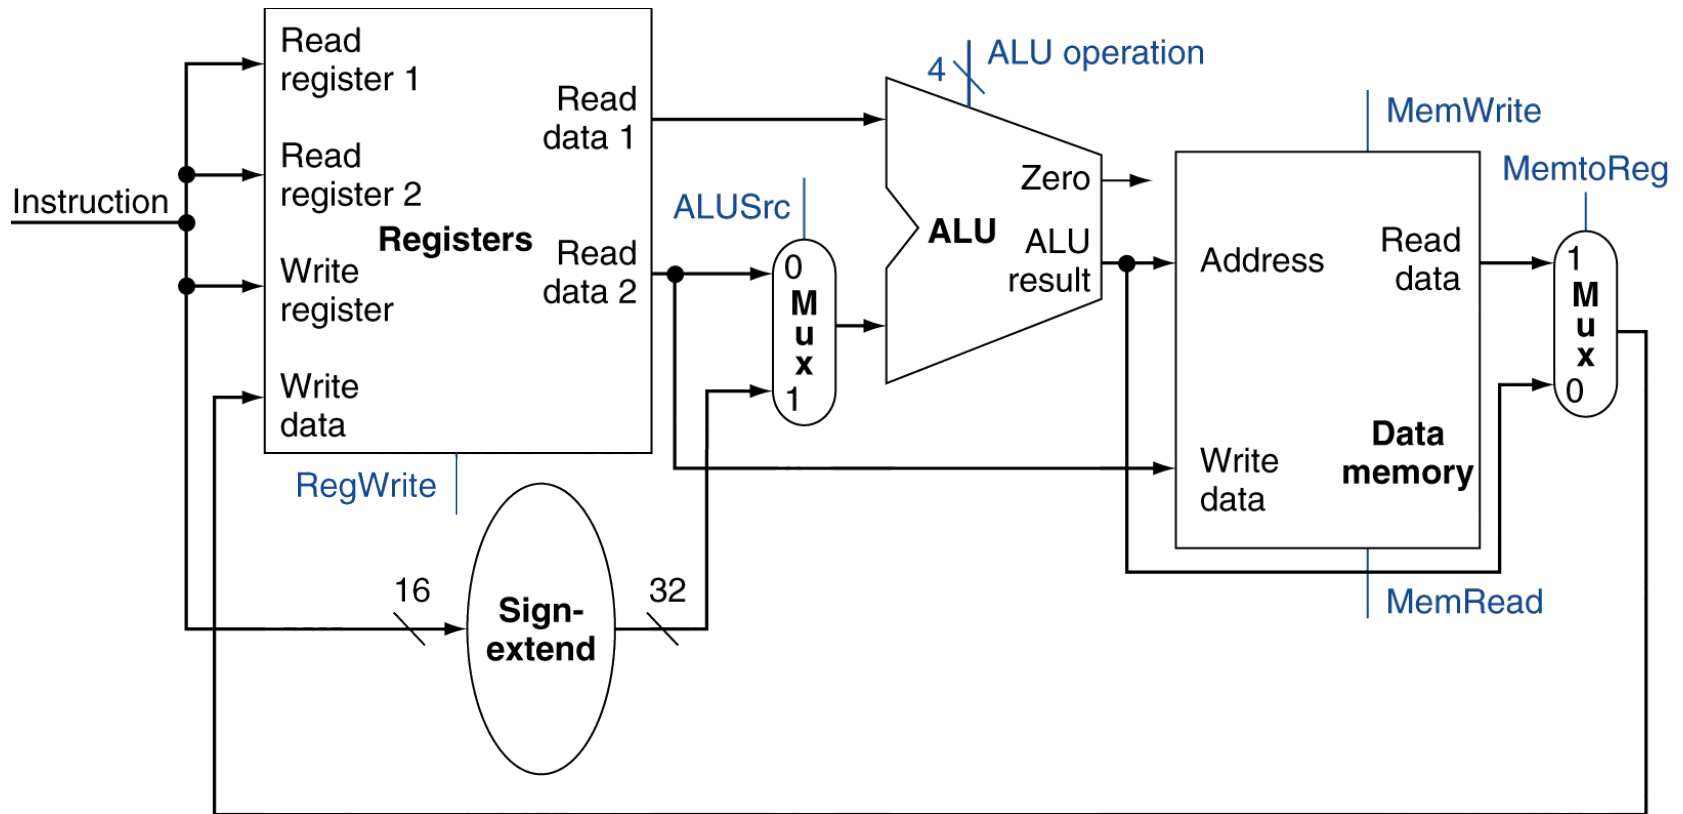 Instruction
Read
register 1
Read
register 2
Write
register
Write
data
Registers
Read
data 1
Read
data 2
RegWrite
16
Sign-
extend
32
ALUSrc
0
M
u
x
1
4
ALU operation
ALU
Zero
ALU
result
MemWrite
Address
Read
data
Write
data
Data
memory
MemRead
MemtoReg
1
M
u
x
0